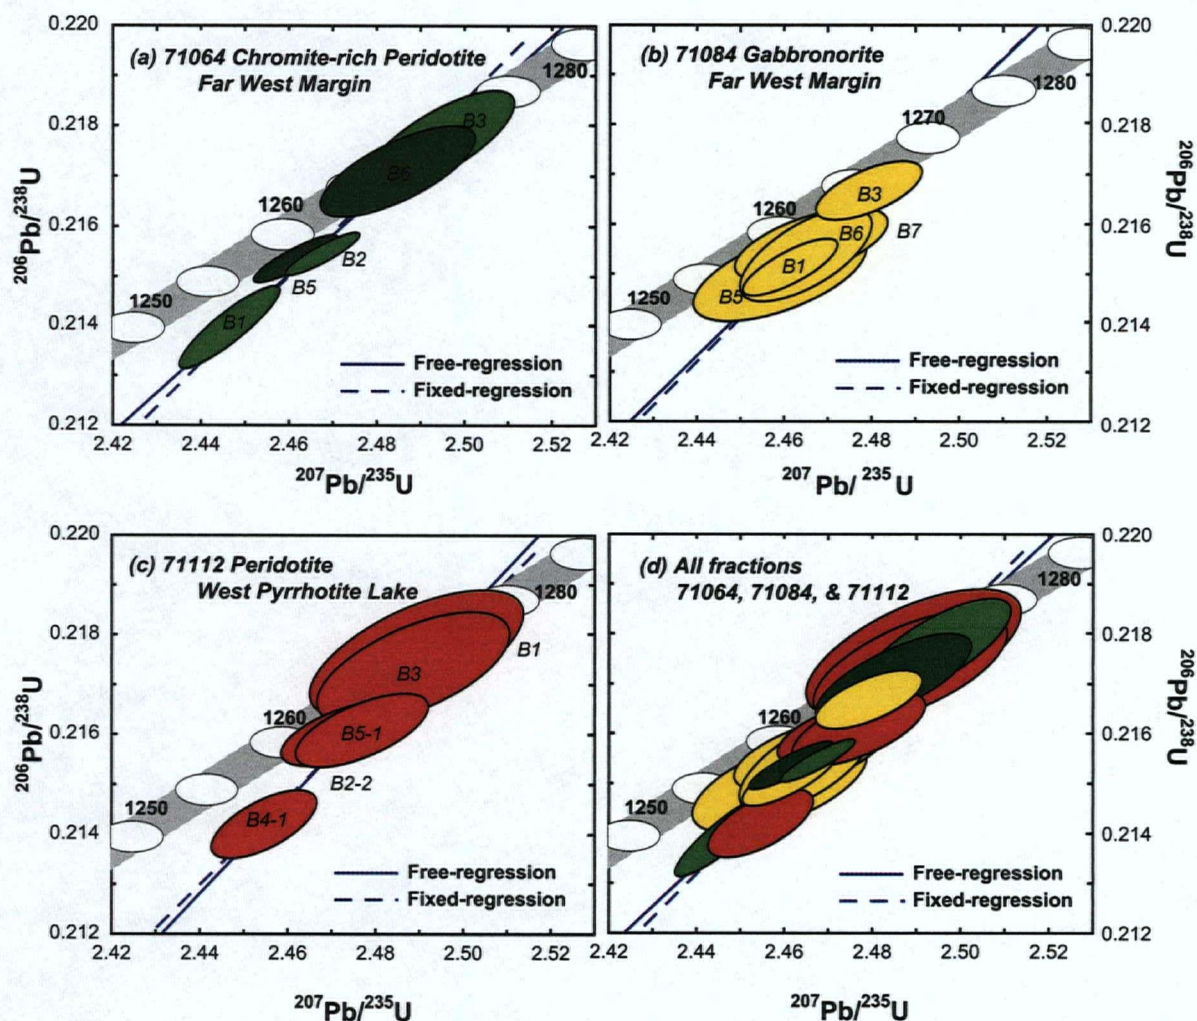 (a) 71064 Chromite-rich Peridotite
Far West Margin
0.220
0.218
0.216
0.214
0.212
²⁰⁶Pb/²³⁸U
1280
1260
1250
B3
B6
B2
B5
B1
Free-regression
Fixed-regression
2.42 2.44 2.46 2.48 2.50 2.52
²⁰⁷Pb/²³⁵U
(b) 71084 Gabbronorite
Far West Margin
1280
1270
1260
1250
B3
B6
B7
B1
B5
Free-regression
Fixed-regression
0.220
0.218
0.216
0.214
0.212
²⁰⁶Pb/²³⁸U
2.42 2.44 2.46 2.48 2.50 2.52
²⁰⁷Pb/ ²³⁵U
(c) 71112 Peridotite
West Pyrrhotite Lake
0.220
0.218
0.216
0.214
0.212
²⁰⁶Pb/²³⁸U
1280
1260
1250
B1
B3
B5-1
B2-2
B4-1
Free-regression
Fixed-regression
2.42 2.44 2.46 2.48 2.50 2.52
²⁰⁷Pb/²³⁵U
(d) All fractions
71064, 71084, & 71112
1280
1260
1250
Free-regression
Fixed-regression
0.220
0.218
0.216
0.214
0.212
²⁰⁶Pb/²³⁸U
2.42 2.44 2.46 2.48 2.50 2.52
²⁰⁷Pb/²³⁵U